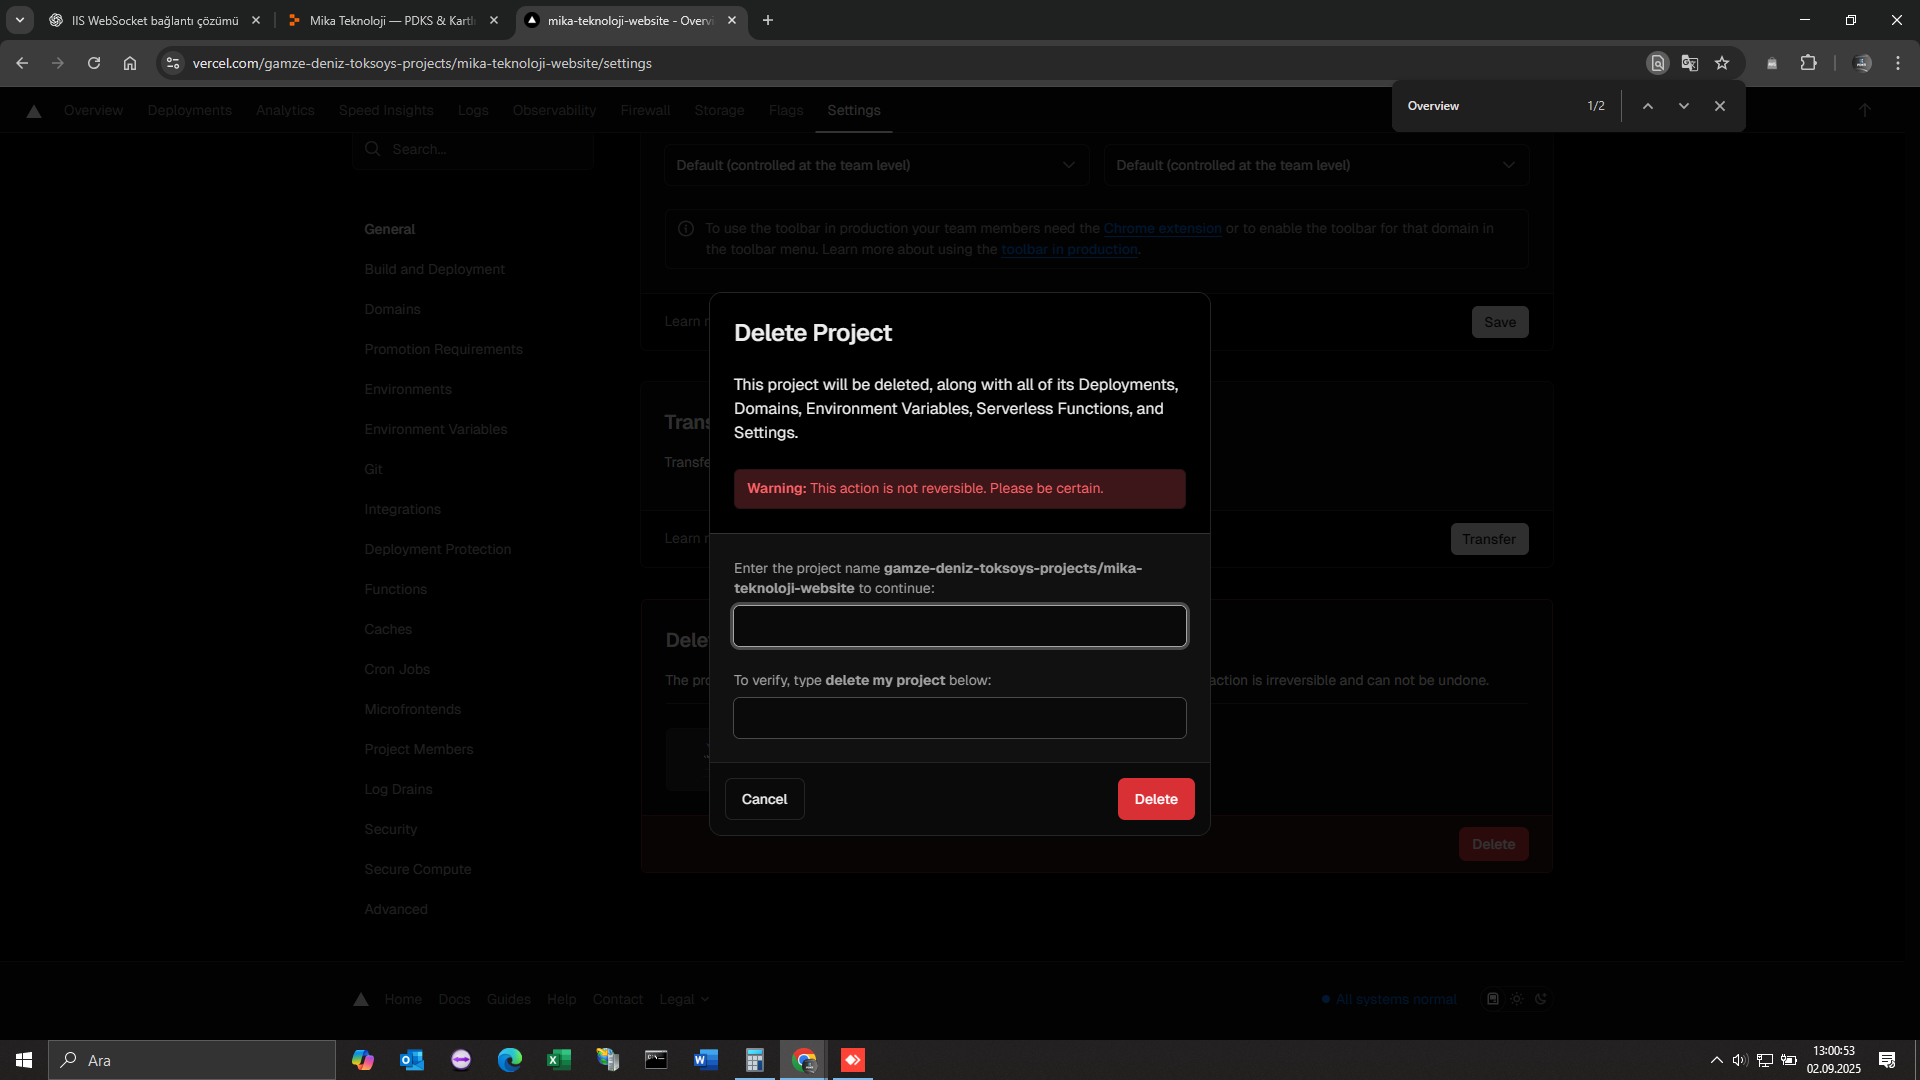 IIS WebSocket bağlantı çözümü
Mika Teknoloji — PDKS & Kartl
mika-teknoloji-website - Overvi
vercel.com/gamze-deniz-toksoys-projects/mika-teknoloji-website/settings
Overview
1/2
Overview
Deployments
Analytics
Speed Insights
Logs
Observability
Firewall
Storage
Flags
Settings
Search...
General
Build and Deployment
Domains
Promotion Requirements
Environments
Environment Variables
Git
Integrations
Deployment Protection
Functions
Caches
Cron Jobs
Microfrontends
Project Members
Log Drains
Security
Secure Compute
Advanced
Default (controlled at the team level)
Default (controlled at the team level)
To use the toolbar in production your team members need the Chrome extension or to enable the toolbar for that domain in
the toolbar menu. Learn more about using the toolbar in production.
Learn
Save
Trans
Transfe
Learn
Transfer
Dele
The pro
action is irreversible and can not be undone.
Delete
Delete Project
This project will be deleted, along with all of its Deployments,
Domains, Environment Variables, Serverless Functions, and
Settings.
Warning: This action is not reversible. Please be certain.
Enter the project name gamze-deniz-toksoys-projects/mika-
teknoloji-website to continue:
To verify, type delete my project below:
Cancel
Delete
Home
Docs
Guides
Help
Contact
Legal
All systems normal
Ara
13:00:53
02.09.2025